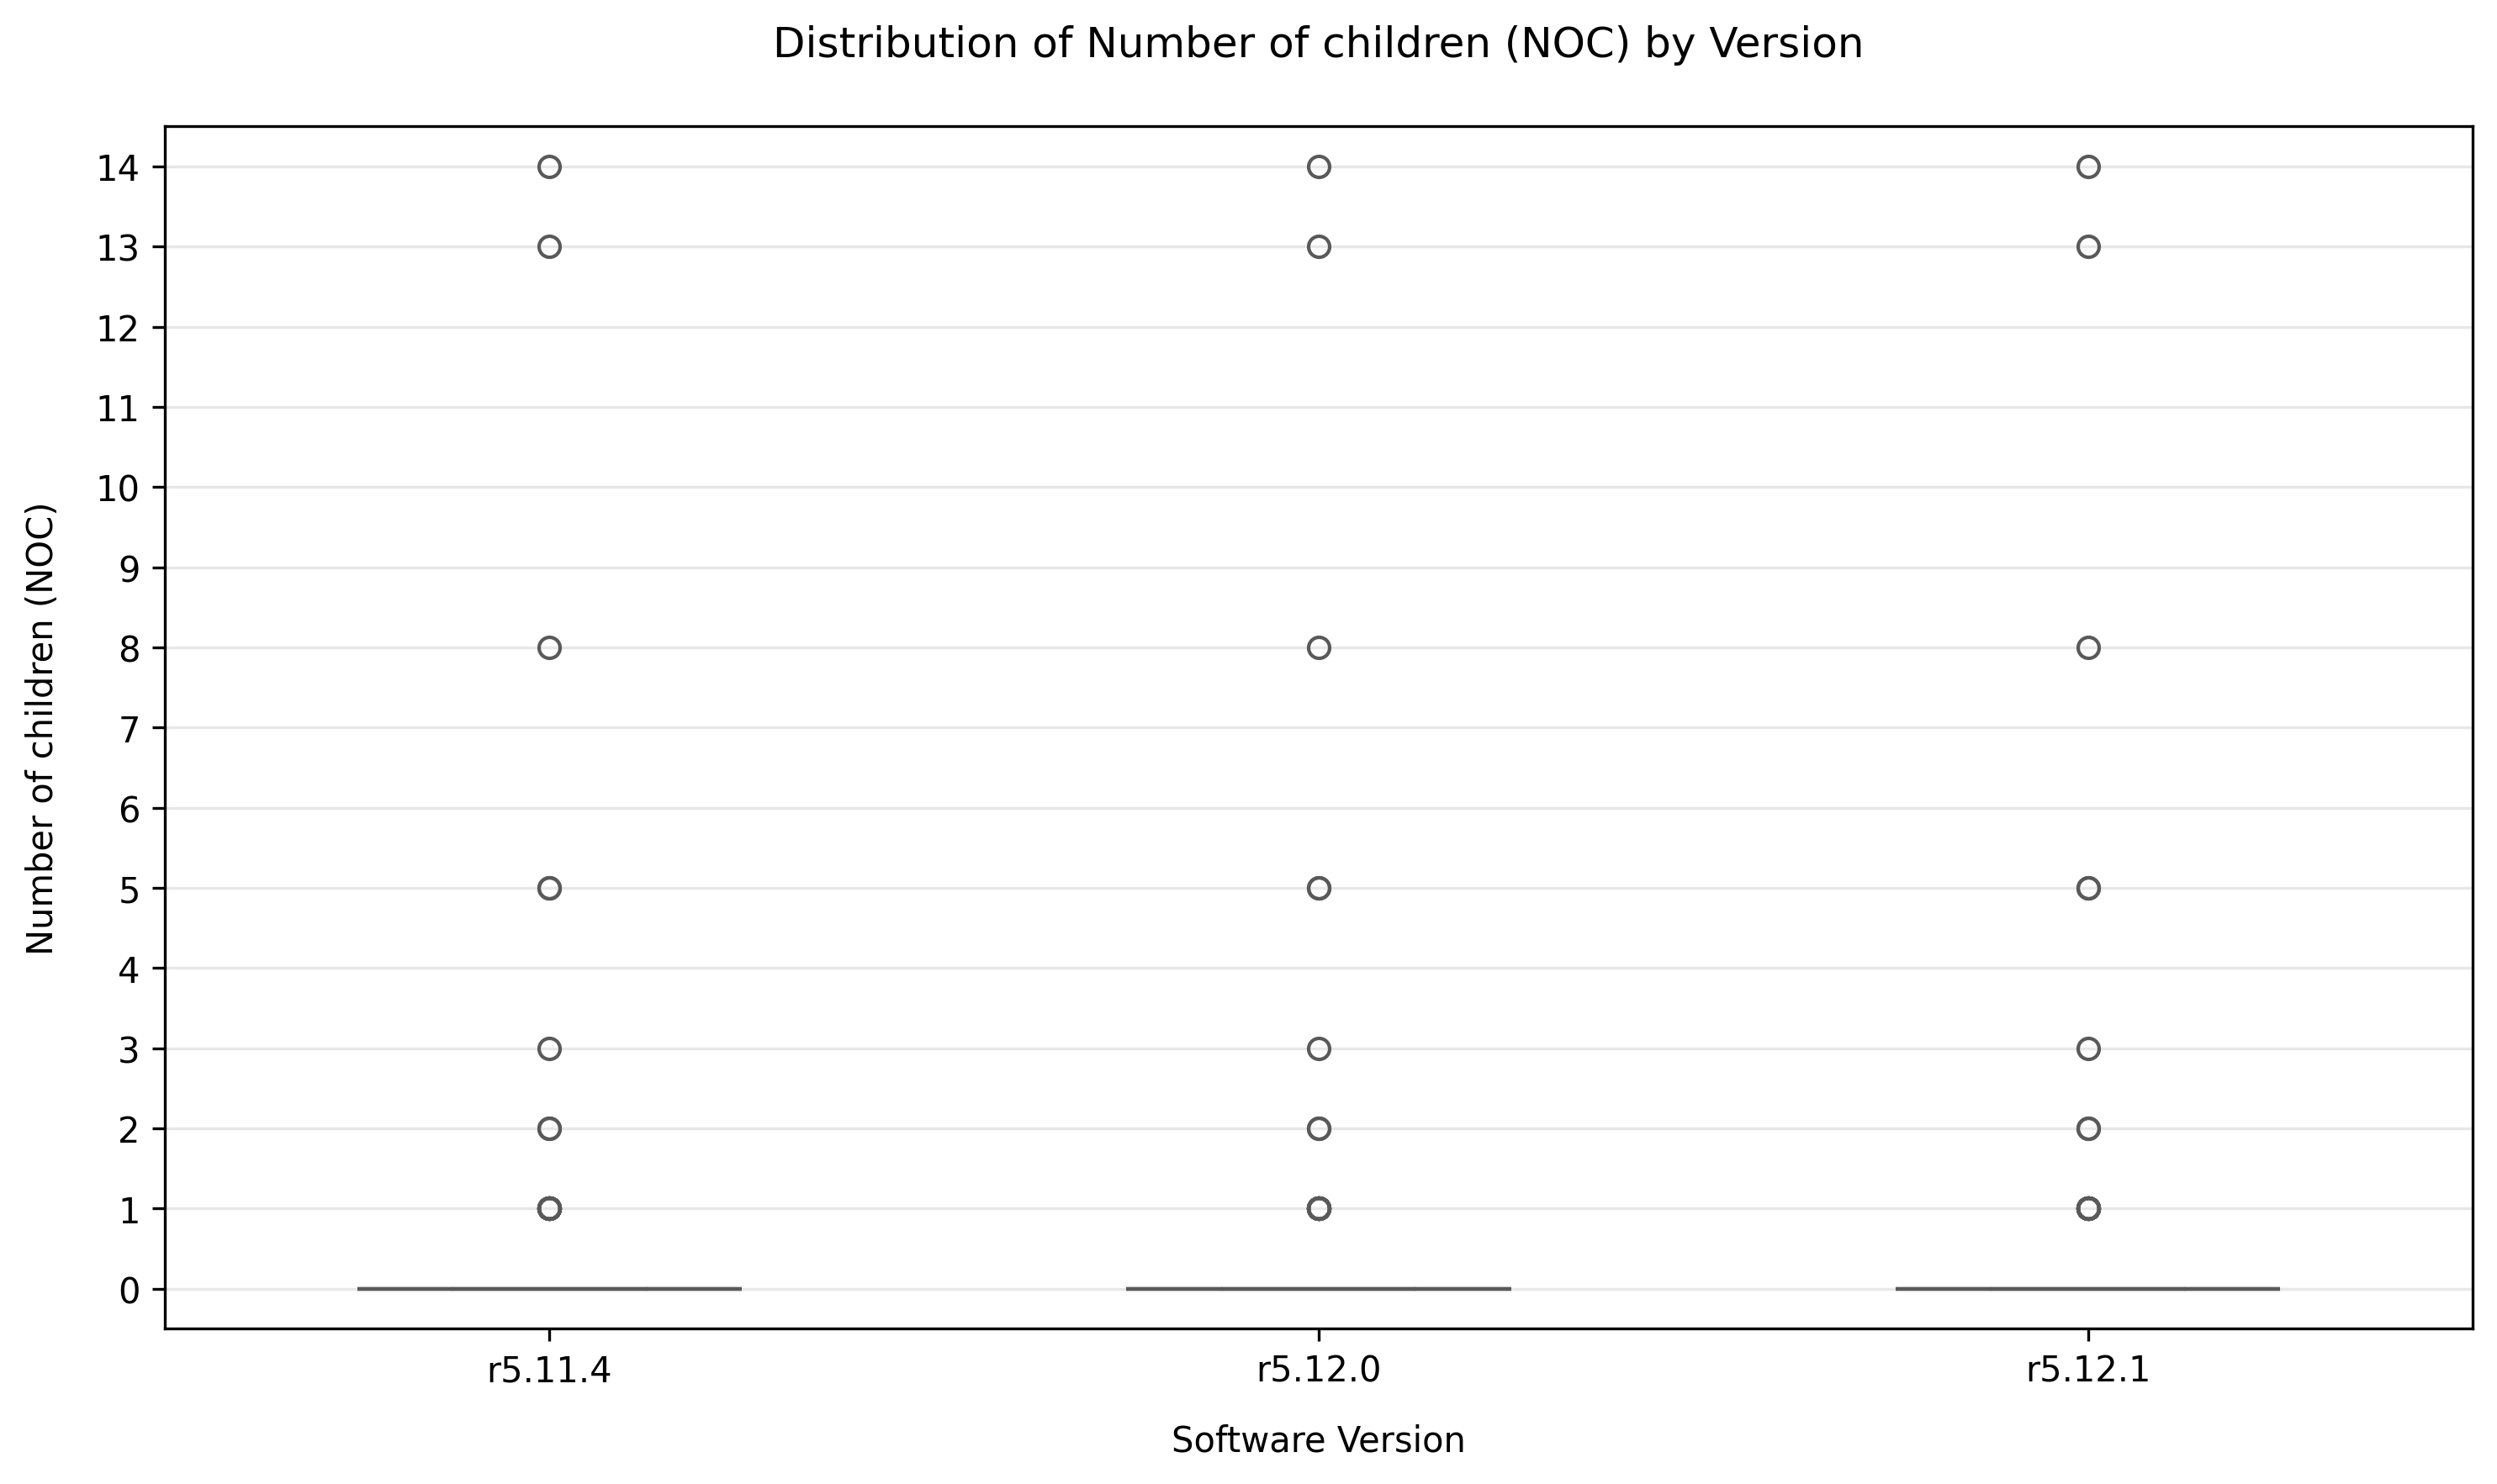 Distribution of Number of children (NOC) by Version
Number of children (NOC)
14
13
12
11
10
9
8
7
6
5
4
3
2
1
0
r5.11.4
r5.12.0
r5.12.1
Software Version